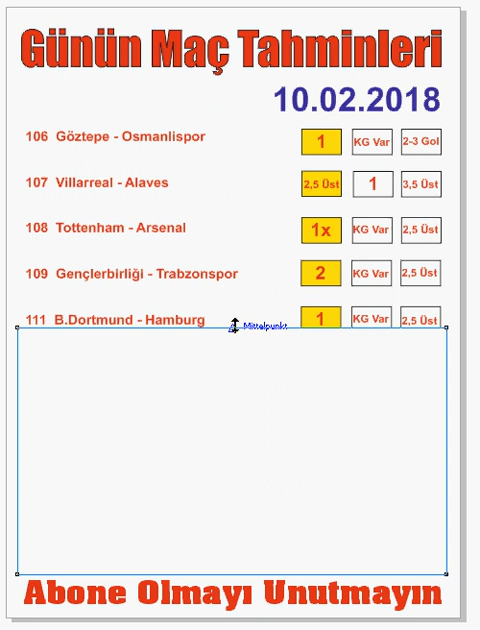 Günün Maç Tahminleri
10.02.2018
106 Göztepe - Osmanlispor 1 KG Var 2-3 Gol
107 Villarreal - Alaves 2,5 Üst 1 3,5 Üst
108 Tottenham - Arsenal 1x KG Var 2,5 Üst
109 Gençlerbirliği - Trabzonspor 2 KG Var 2,5 Üst
111 B.Dortmund - Hamburg 1 KG Var 2,5 Üst
Mittelpunkt
Abone Olmayı Unutmayın